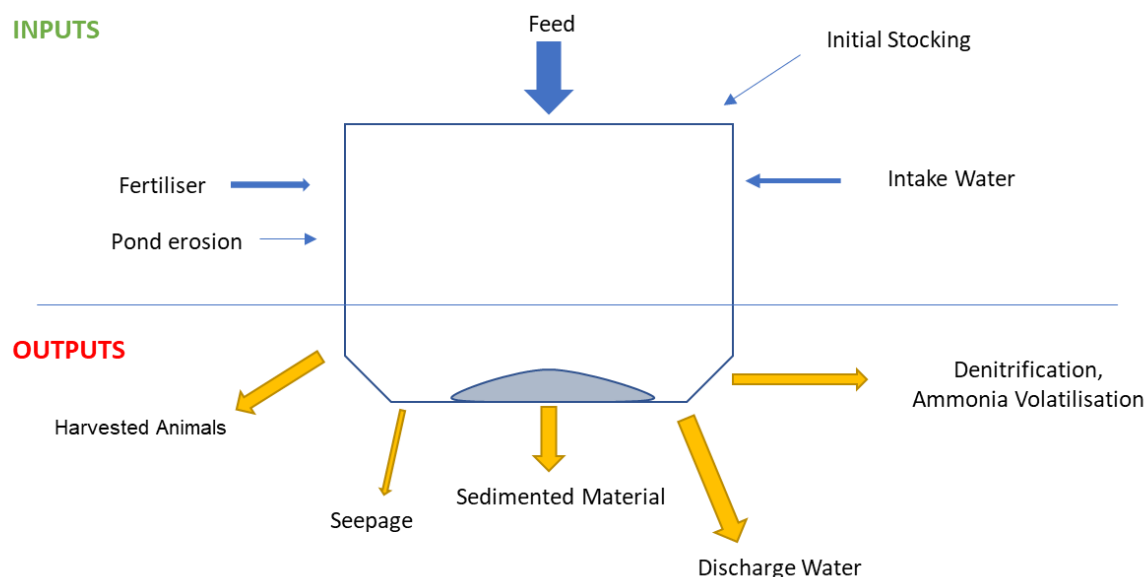 INPUTS
Feed
Initial Stocking
Fertiliser
Intake Water
Pond erosion
OUTPUTS
Denitrification,
Ammonia Volatilisation
Harvested Animals
Sedimented Material
Seepage
Discharge Water